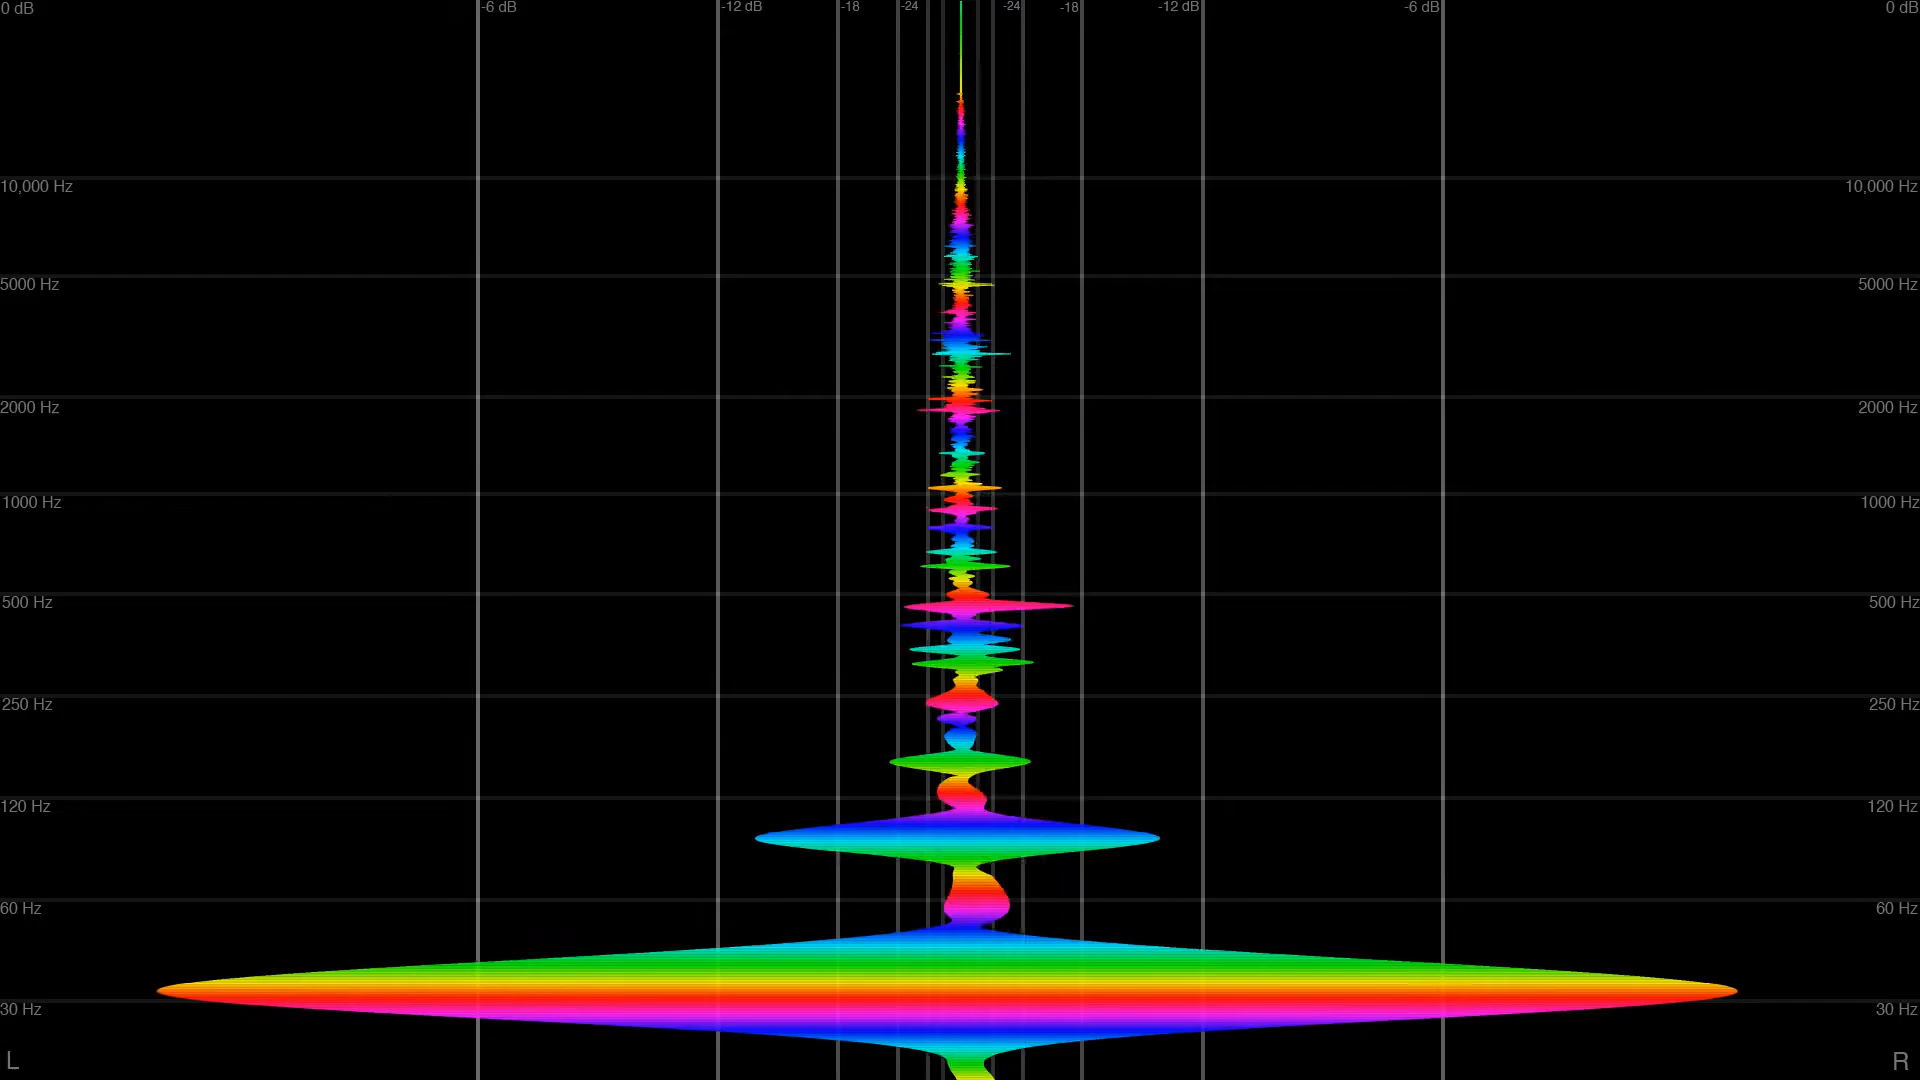 0 dB -6 dB -12 dB -18 -24 -24 -18 -12 dB -6 dB 0 dB
10,000 Hz 10,000 Hz
5000 Hz 5000 Hz
2000 Hz 2000 Hz
1000 Hz 1000 Hz
500 Hz 500 Hz
250 Hz 250 Hz
120 Hz 120 Hz
60 Hz 60 Hz
30 Hz 30 Hz
L R